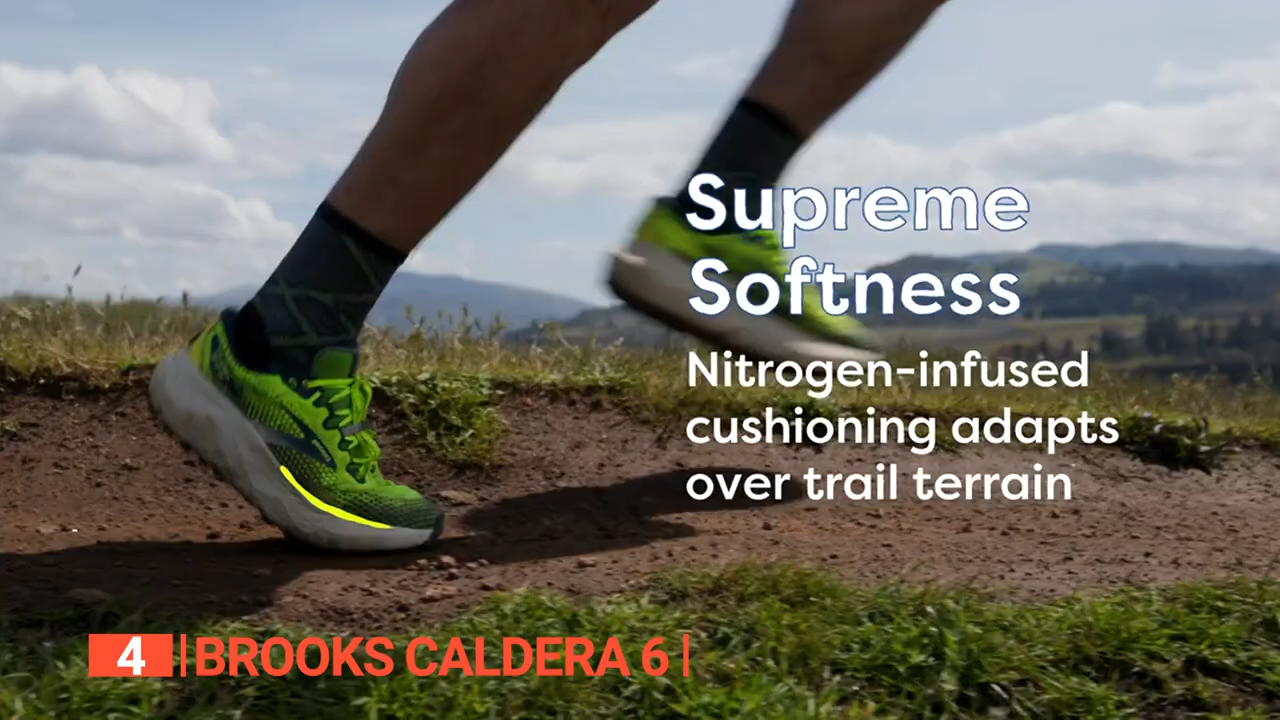 Supreme
Softness
Nitrogen-infused
cushioning adapts
over trail terrain
4 | BROOKS CALDERA 6 |